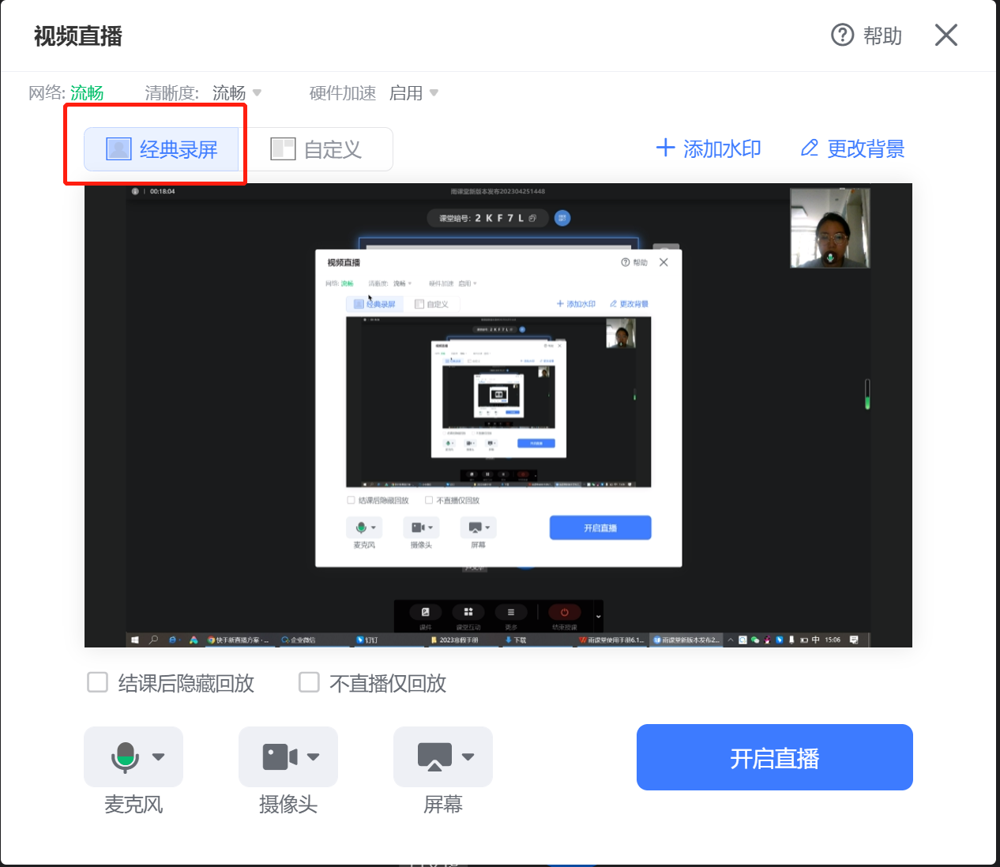 视频直播
帮助
网络: 流畅 清晰度: 流畅 硬件加速 启用
经典录屏 自定义 添加水印 更改背景
00:18:04 雨课堂新版本发布202304251448
课堂暗号: 2 K F 7 L
视频直播 帮助
网络: 流畅 清晰度: 流畅 硬件加速 启用
经典录屏 自定义 添加水印 更改背景
结课后隐藏回放 不直播仅回放
开启直播
麦克风 摄像头 屏幕
课件 课堂互动 更多 结束授课
快手新直播方案 · ... 企业微信 钉钉 2023寒假手册 下载 雨课堂使用手册6.1... 雨课堂新版本发布2... 中 15:06
结课后隐藏回放 不直播仅回放
开启直播
麦克风 摄像头 屏幕